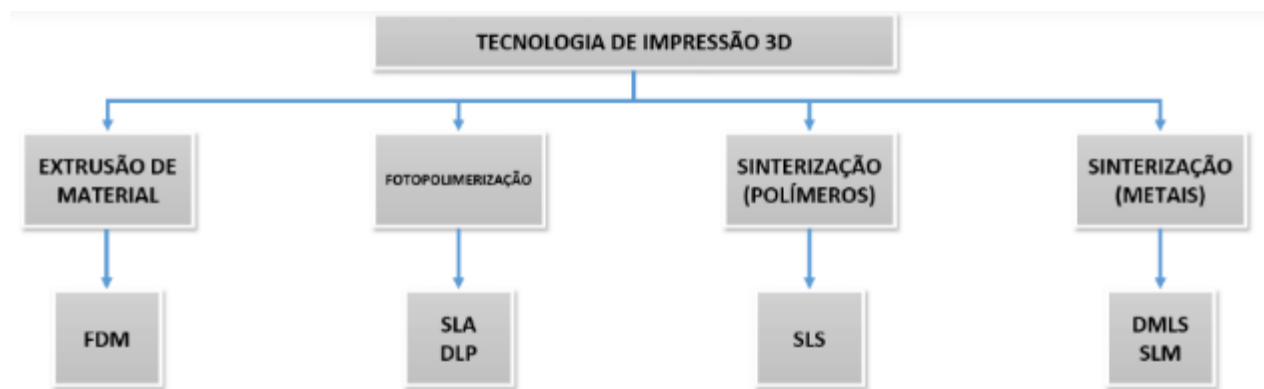 TECNOLOGIA DE IMPRESSÃO 3D
EXTRUSÃO DE
MATERIAL
FOTOPOLIMERIZAÇÃO
SINTERIZAÇÃO
(POLÍMEROS)
SINTERIZAÇÃO
(METAIS)
FDM
SLA
DLP
SLS
DMLS
SLM